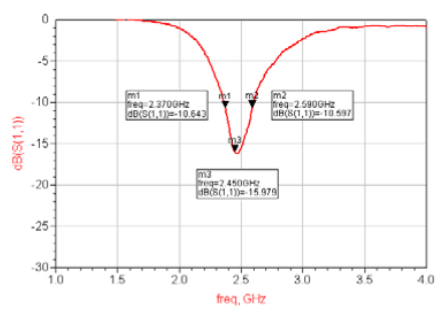 0
-5
-10
-15
-20
-25
-30
dB(S(1,1))
m1
freq=2.370GHz
dB(S(1,1))=-10.643
m1
m2
m2
freq=2.590GHz
dB(S(1,1))=-10.597
m3
m3
freq=2.450GHz
dB(S(1,1))=-15.979
1.0 1.5 2.0 2.5 3.0 3.5 4.0
freq, GHz